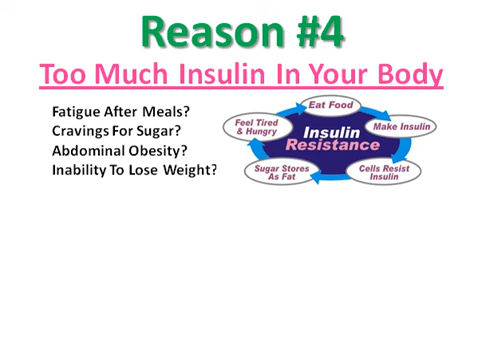 Reason #4
Too Much Insulin In Your Body
Fatigue After Meals?
Cravings For Sugar?
Abdominal Obesity?
Inability To Lose Weight?
Eat Food
Make Insulin
Cells Resist
Insulin
Sugar Stores
As Fat
Feel Tired
& Hungry
Insulin
Resistance